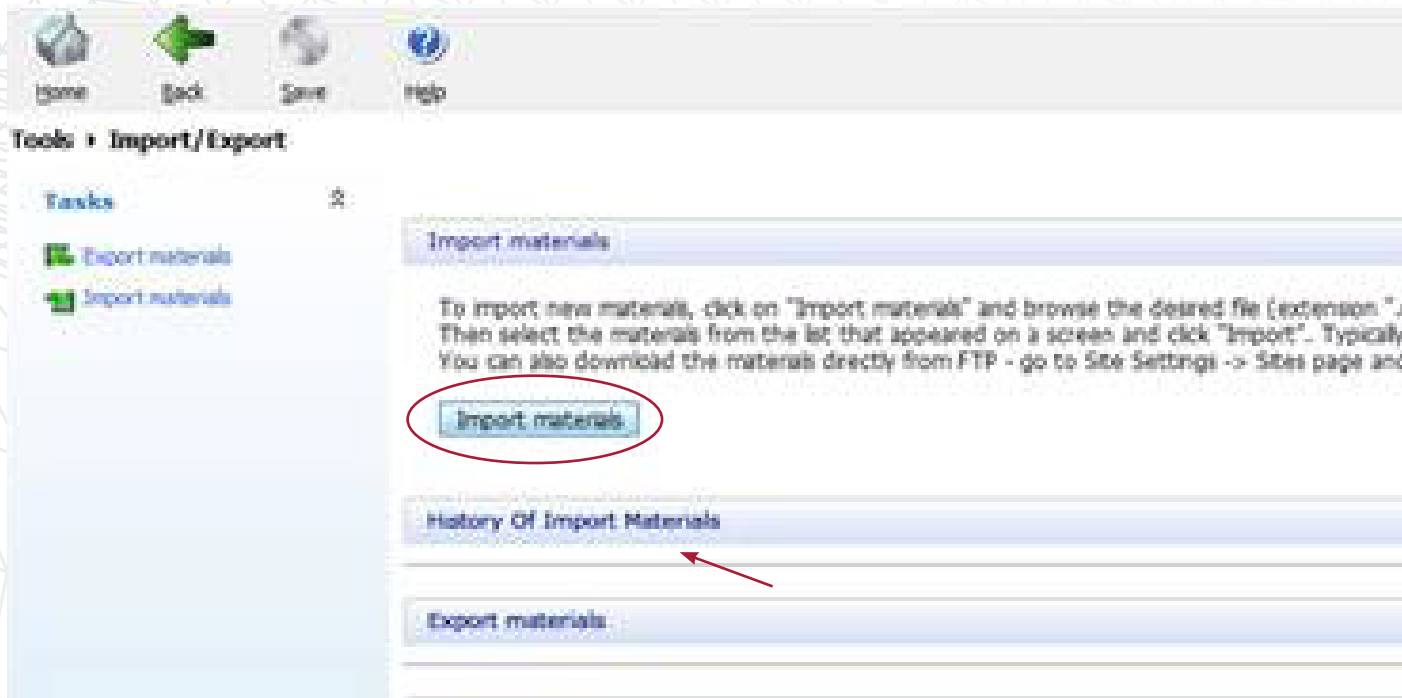 Home Back Save Help
Tools › Import/Export
Tasks
Export materials
Import materials
Import materials
To import new materials, click on "Import materials" and browse the desired file (extension ".
Then select the materials from the list that appeared on a screen and click "Import". Typically
You can also download the materials directly from FTP - go to Site Settings -> Sites page and
Import materials
History Of Import Materials
Export materials